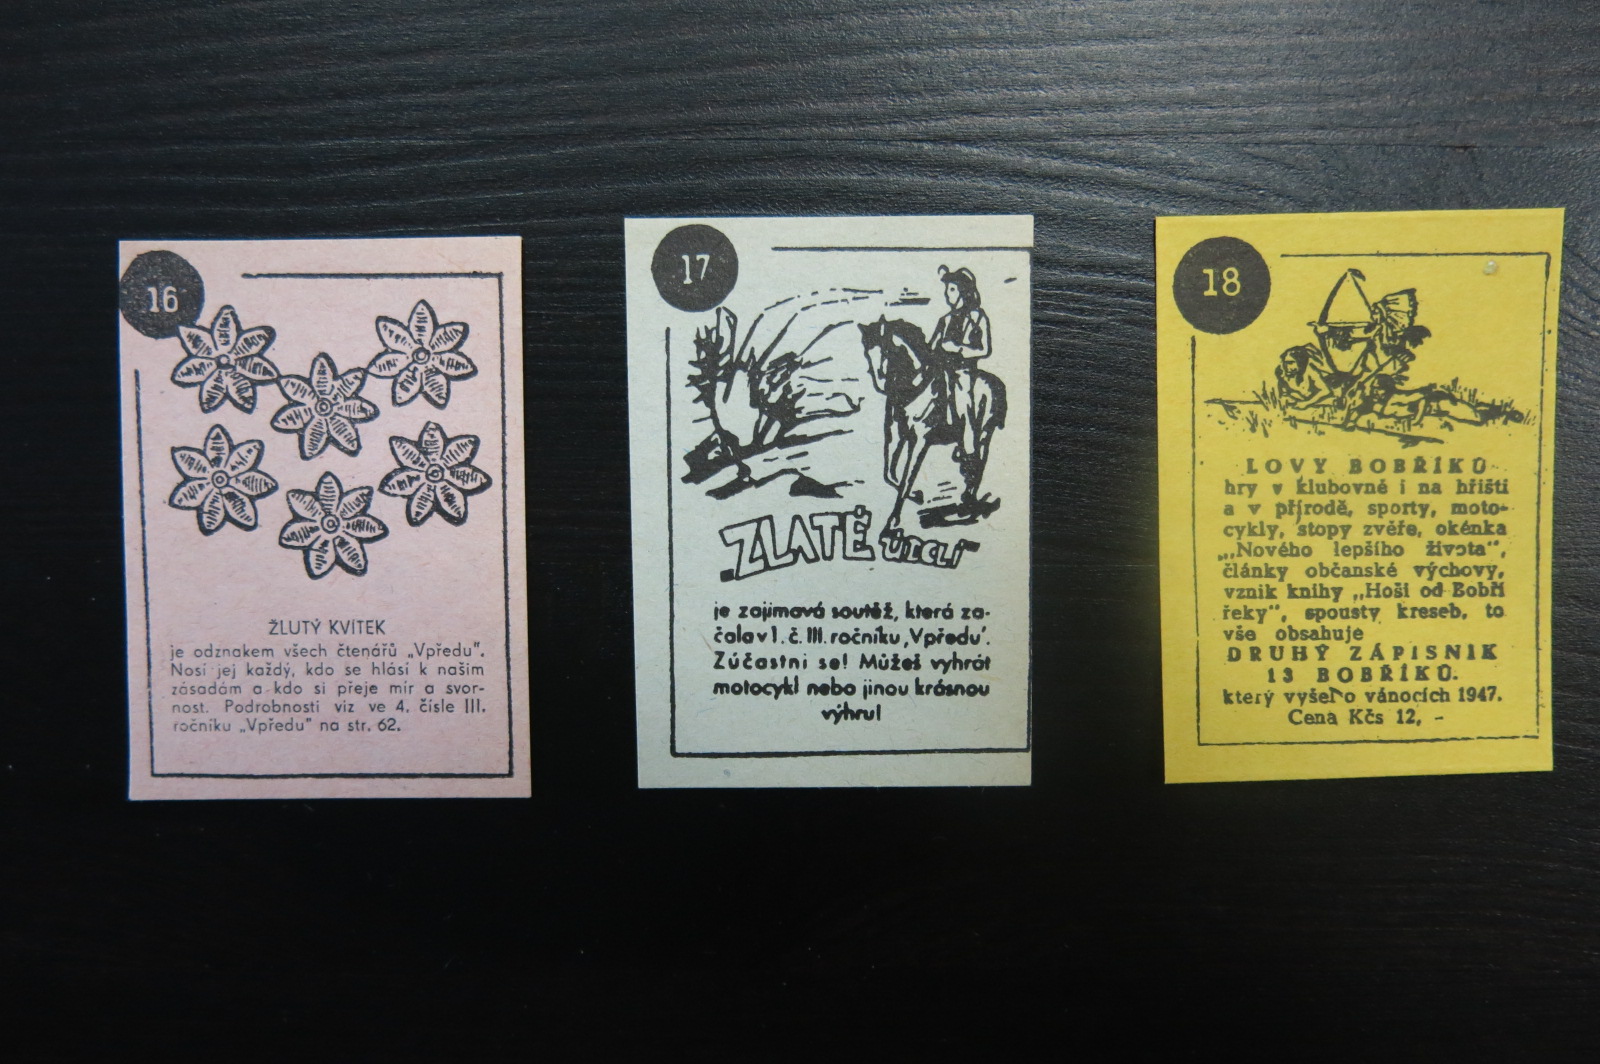 16
ŽLUTÝ KVÍTEK
je odznakem všech čtenářů „Vpředu".
Nosí jej každý, kdo se hlásí k našim
zásadám a kdo si přeje mír a svor-
nost. Podrobnosti viz ve 4. čísle III.
ročníku „Vpředu" na str. 62.
17
„ZLATÉ ÚDOLÍ"
je zajímavá soutěž, která za-
čala v 1. č. III. ročníku ‚Vpředu'.
Zúčastni se! Můžeš vyhrát
motocykl nebo jinou krásnou
výhru!
18
LOVY BOBŘÍKŮ
hry v klubovně i na hřišti
a v přírodě, sporty, moto-
cykly, stopy zvěře, okénka
„Nového lepšího života",
články občanské výchovy,
vznik knihy „Hoši od Bobří
řeky", spousty kreseb, to
vše obsahuje
DRUHÝ ZÁPISNÍK
13 BOBŘÍKŮ.
který vyšel o vánocích 1947.
Cena Kčs 12, -